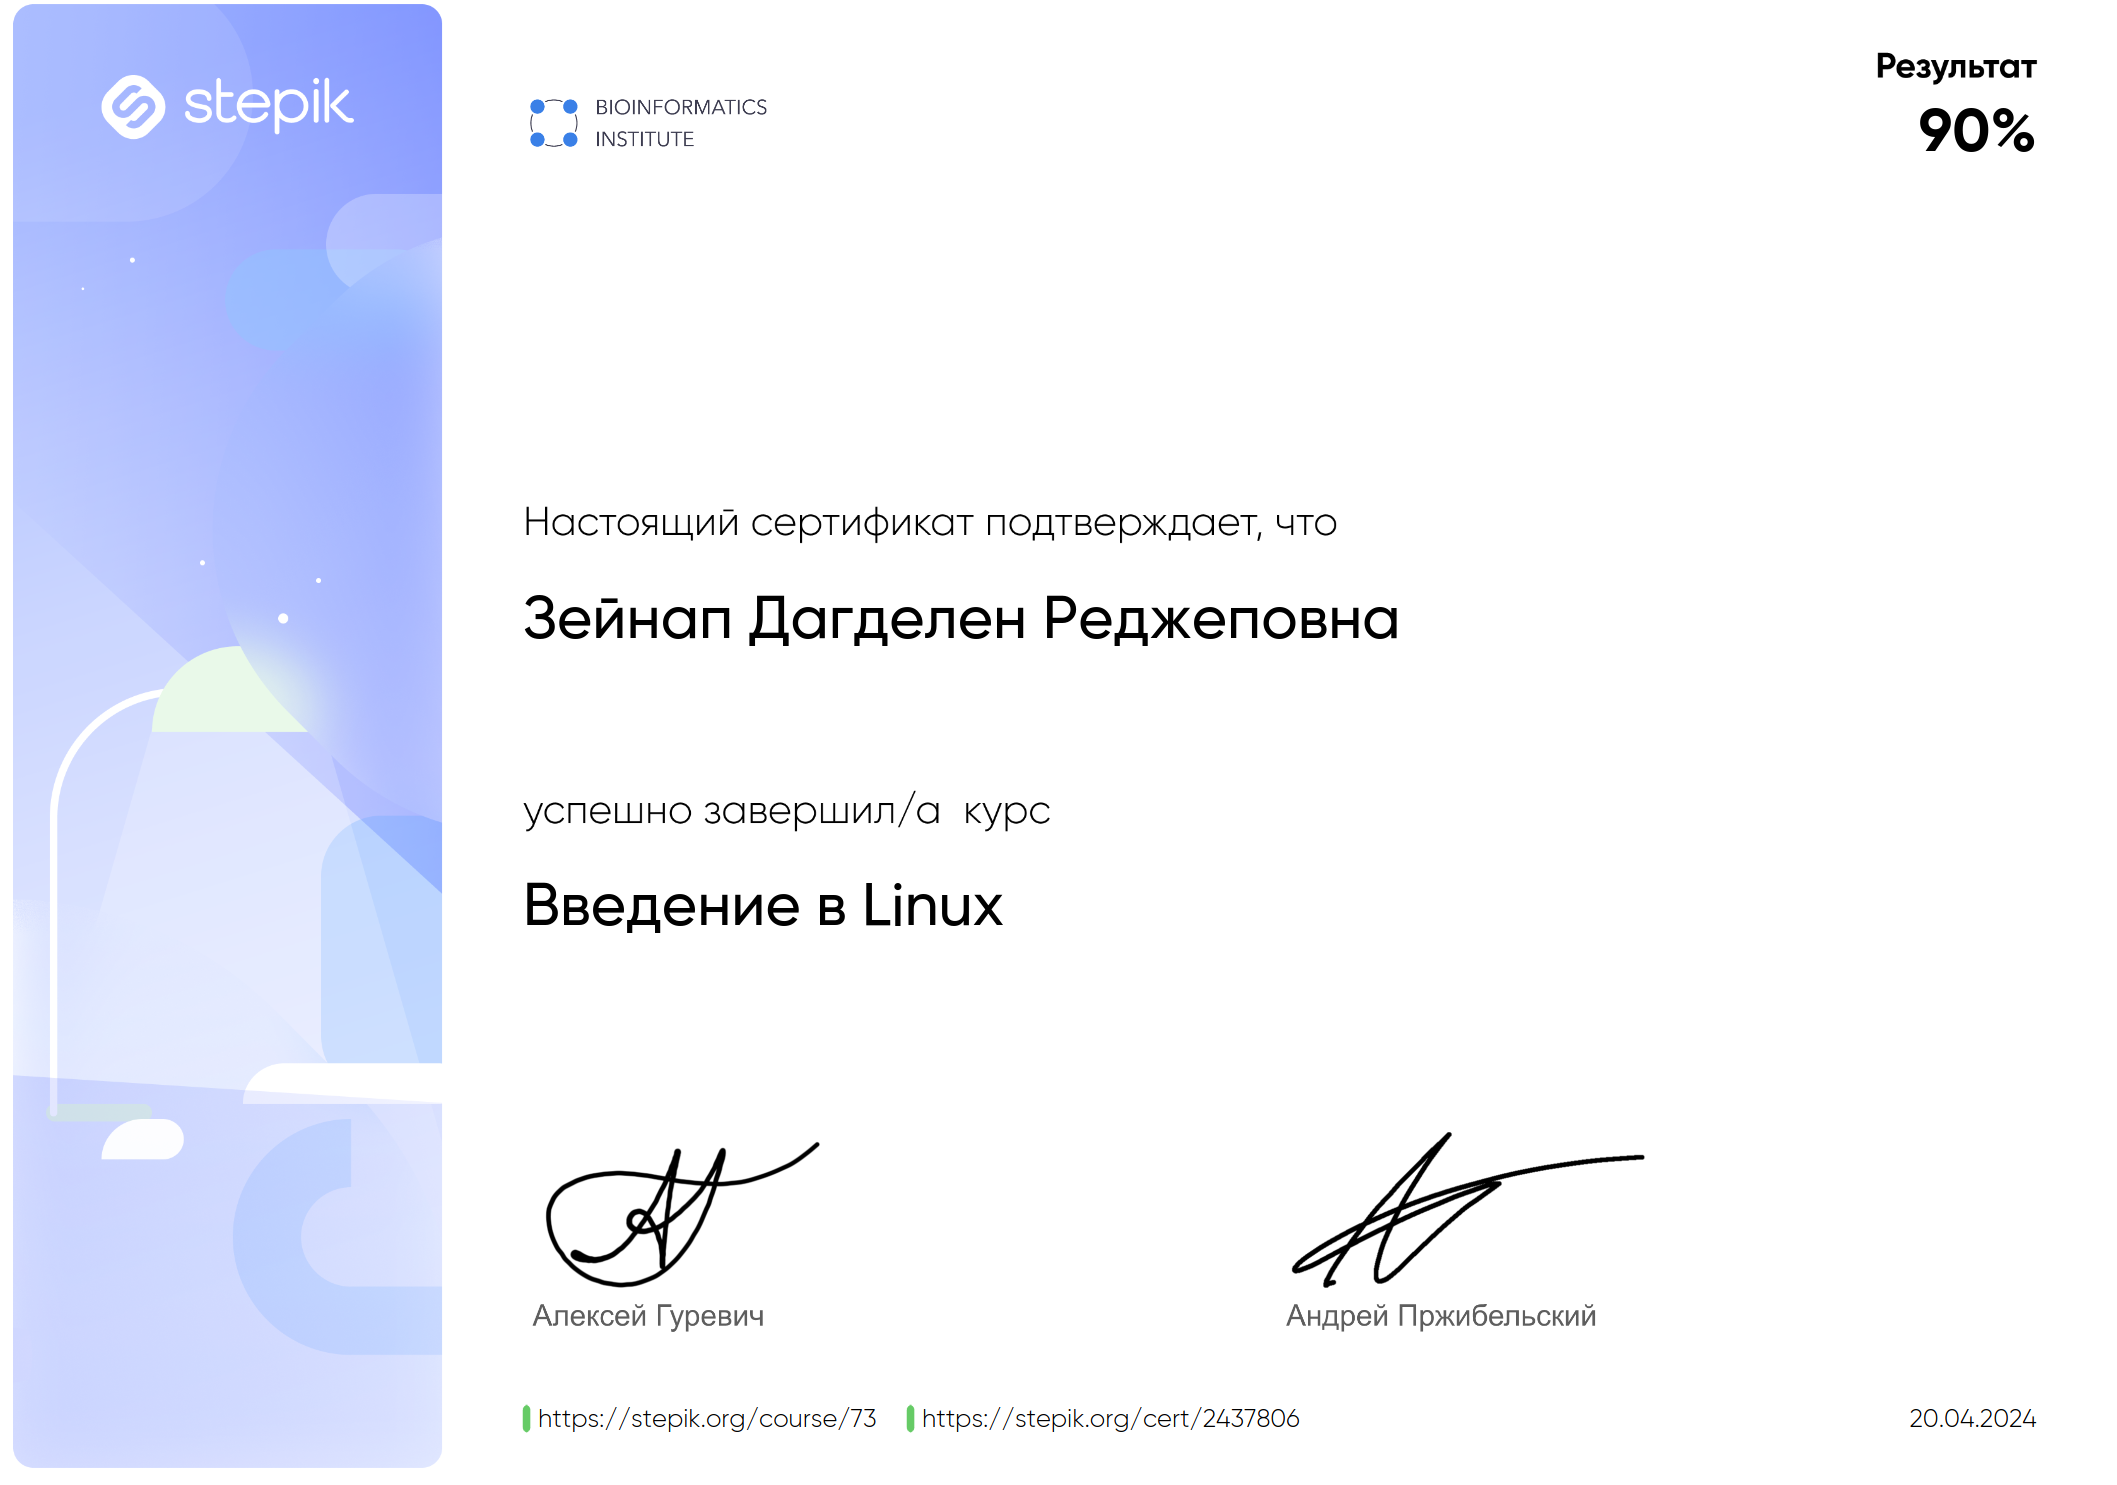 stepik
BIOINFORMATICS
INSTITUTE
Результат
90%
Настоящий сертификат подтверждает, что
Зейнап Дагделен Реджеповна
успешно завершил/а  курс
Введение в Linux
Алексей Гуревич
Андрей Пржибельский
https://stepik.org/course/73
https://stepik.org/cert/2437806
20.04.2024